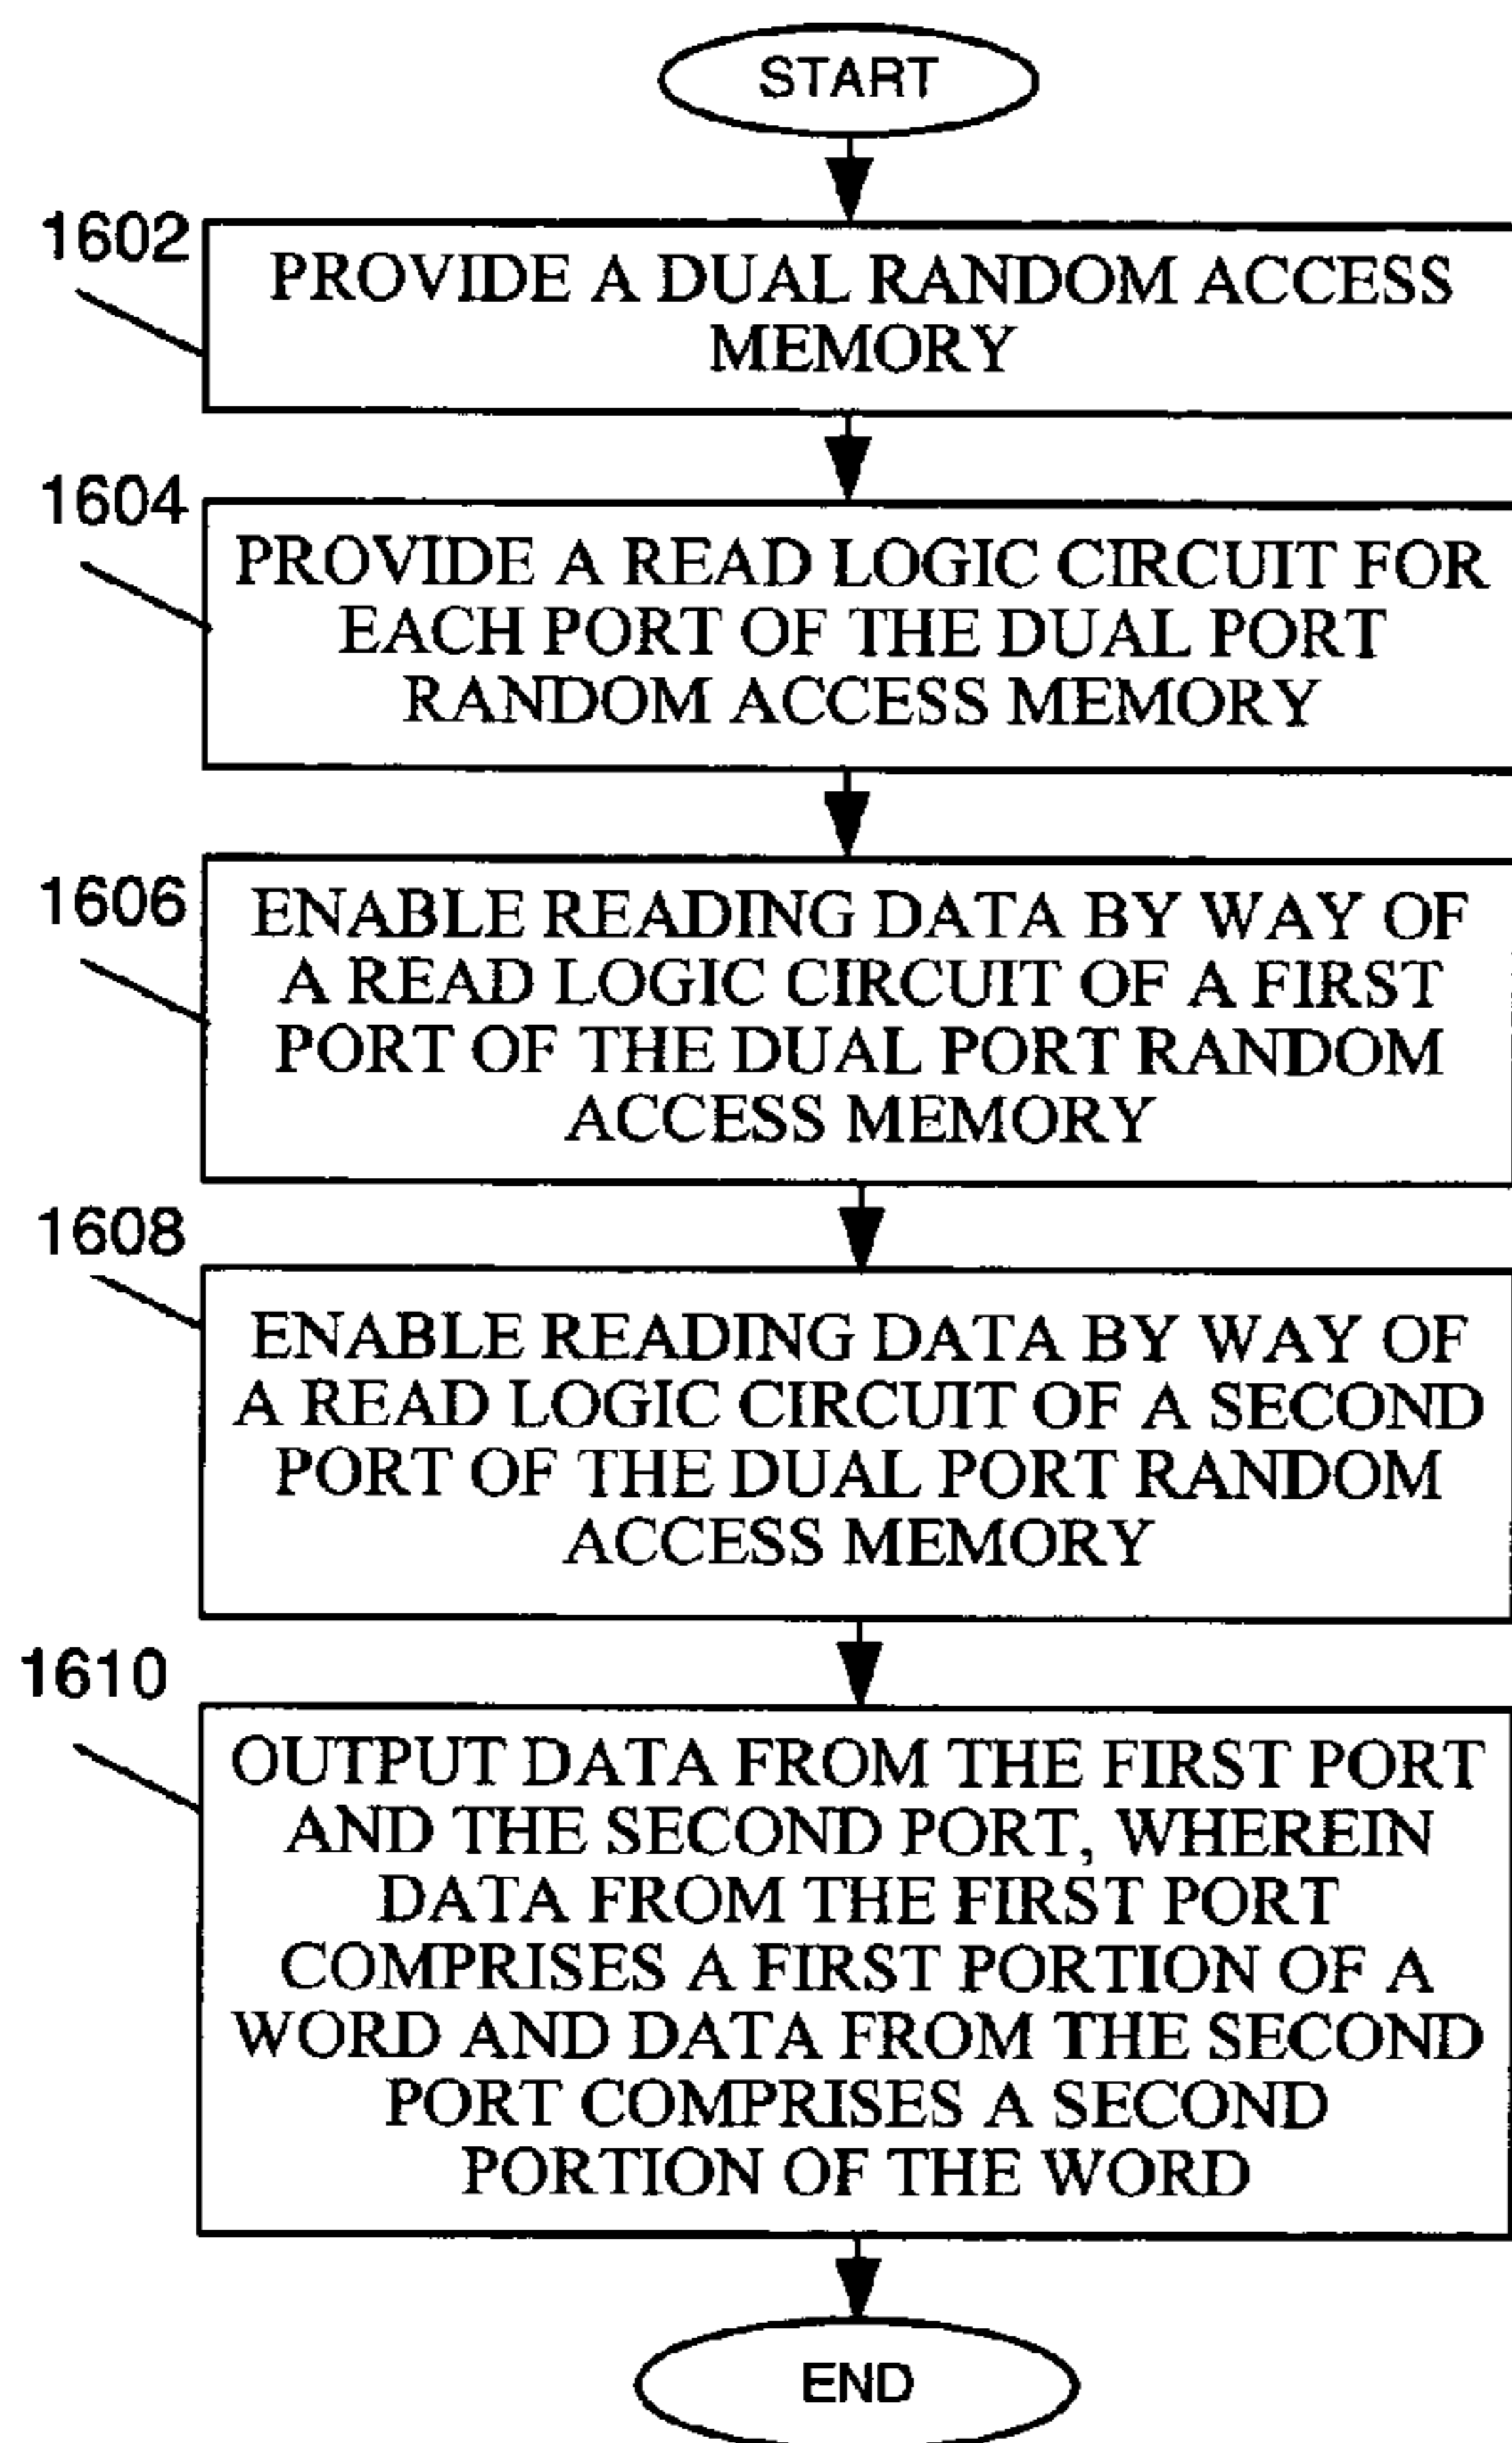 START
1602
PROVIDE A DUAL RANDOM ACCESS
MEMORY
1604
PROVIDE A READ LOGIC CIRCUIT FOR
EACH PORT OF THE DUAL PORT
RANDOM ACCESS MEMORY
1606
ENABLE READING DATA BY WAY OF
A READ LOGIC CIRCUIT OF A FIRST
PORT OF THE DUAL PORT RANDOM
ACCESS MEMORY
1608
ENABLE READING DATA BY WAY OF
A READ LOGIC CIRCUIT OF A SECOND
PORT OF THE DUAL PORT RANDOM
ACCESS MEMORY
1610
OUTPUT DATA FROM THE FIRST PORT
AND THE SECOND PORT, WHEREIN
DATA FROM THE FIRST PORT
COMPRISES A FIRST PORTION OF A
WORD AND DATA FROM THE SECOND
PORT COMPRISES A SECOND
PORTION OF THE WORD
END